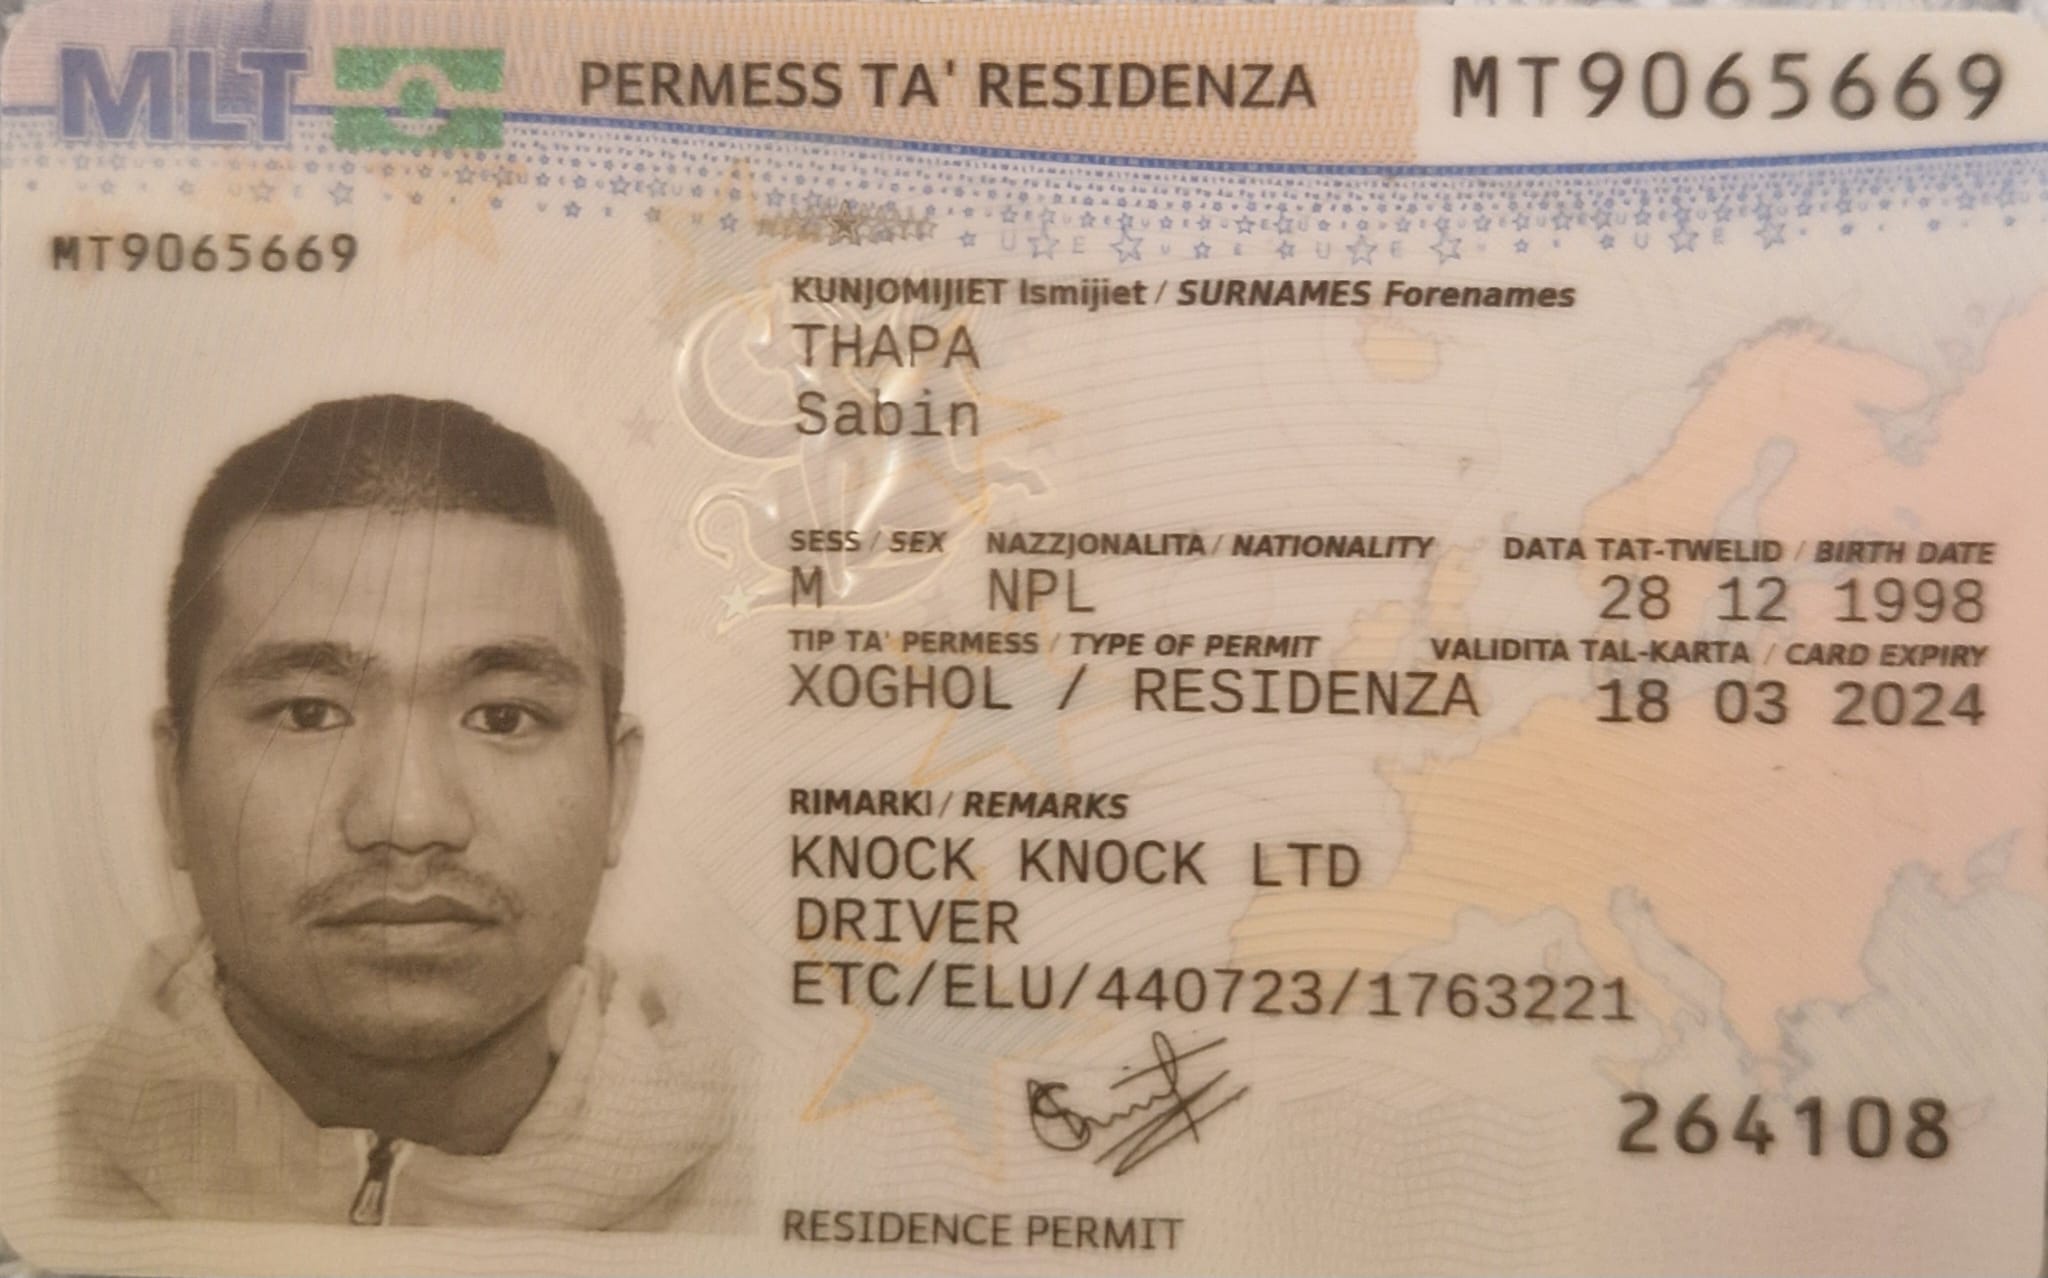 MLT
PERMESS TA' RESIDENZA
MT9065669
MT9065669
KUNJOMIJIET Ismijiet / SURNAMES Forenames
THAPA
Sabin
SESS / SEX NAZZJONALITA / NATIONALITY DATA TAT-TWELID / BIRTH DATE
M NPL 28 12 1998
TIP TA' PERMESS / TYPE OF PERMIT VALIDITA TAL-KARTA / CARD EXPIRY
XOGHOL / RESIDENZA 18 03 2024
RIMARKI / REMARKS
KNOCK KNOCK LTD
DRIVER
ETC/ELU/440723/1763221
264108
RESIDENCE PERMIT